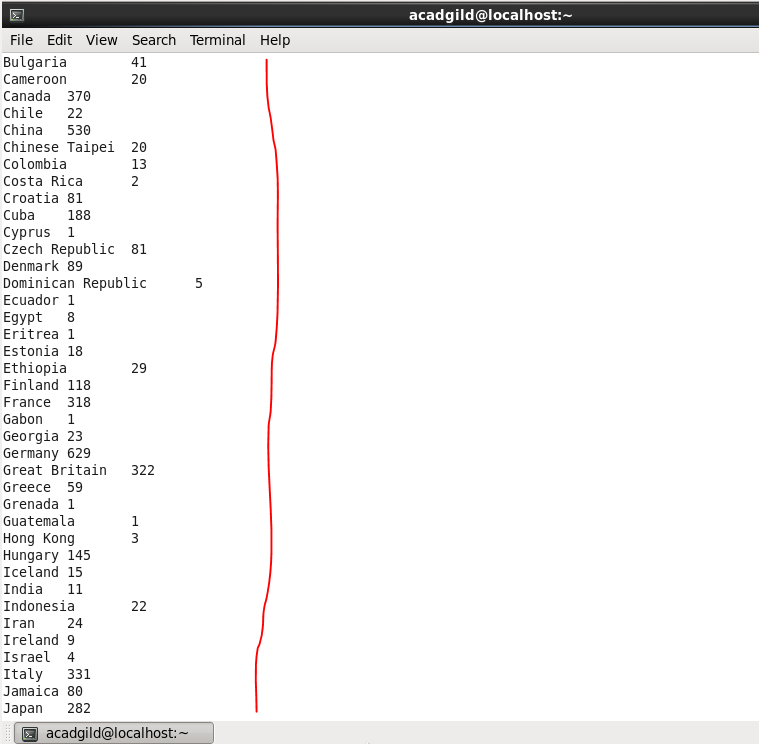 acadgild@localhost:~
File Edit View Search Terminal Help
Bulgaria 41
Cameroon 20
Canada 370
Chile 22
China 530
Chinese Taipei 20
Colombia 13
Costa Rica 2
Croatia 81
Cuba 188
Cyprus 1
Czech Republic 81
Denmark 89
Dominican Republic 5
Ecuador 1
Egypt 8
Eritrea 1
Estonia 18
Ethiopia 29
Finland 118
France 318
Gabon 1
Georgia 23
Germany 629
Great Britain 322
Greece 59
Grenada 1
Guatemala 1
Hong Kong 3
Hungary 145
Iceland 15
India 11
Indonesia 22
Iran 24
Ireland 9
Israel 4
Italy 331
Jamaica 80
Japan 282
acadgild@localhost:~